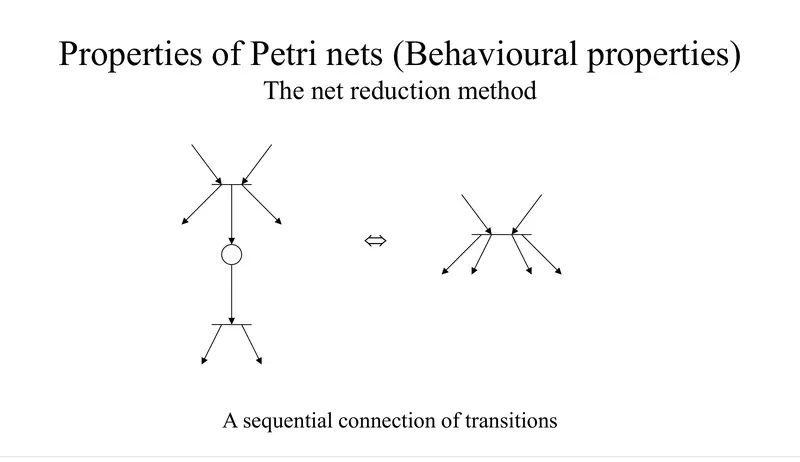 Properties of Petri nets (Behavioural properties)
The net reduction method
⇔
A sequential connection of transitions